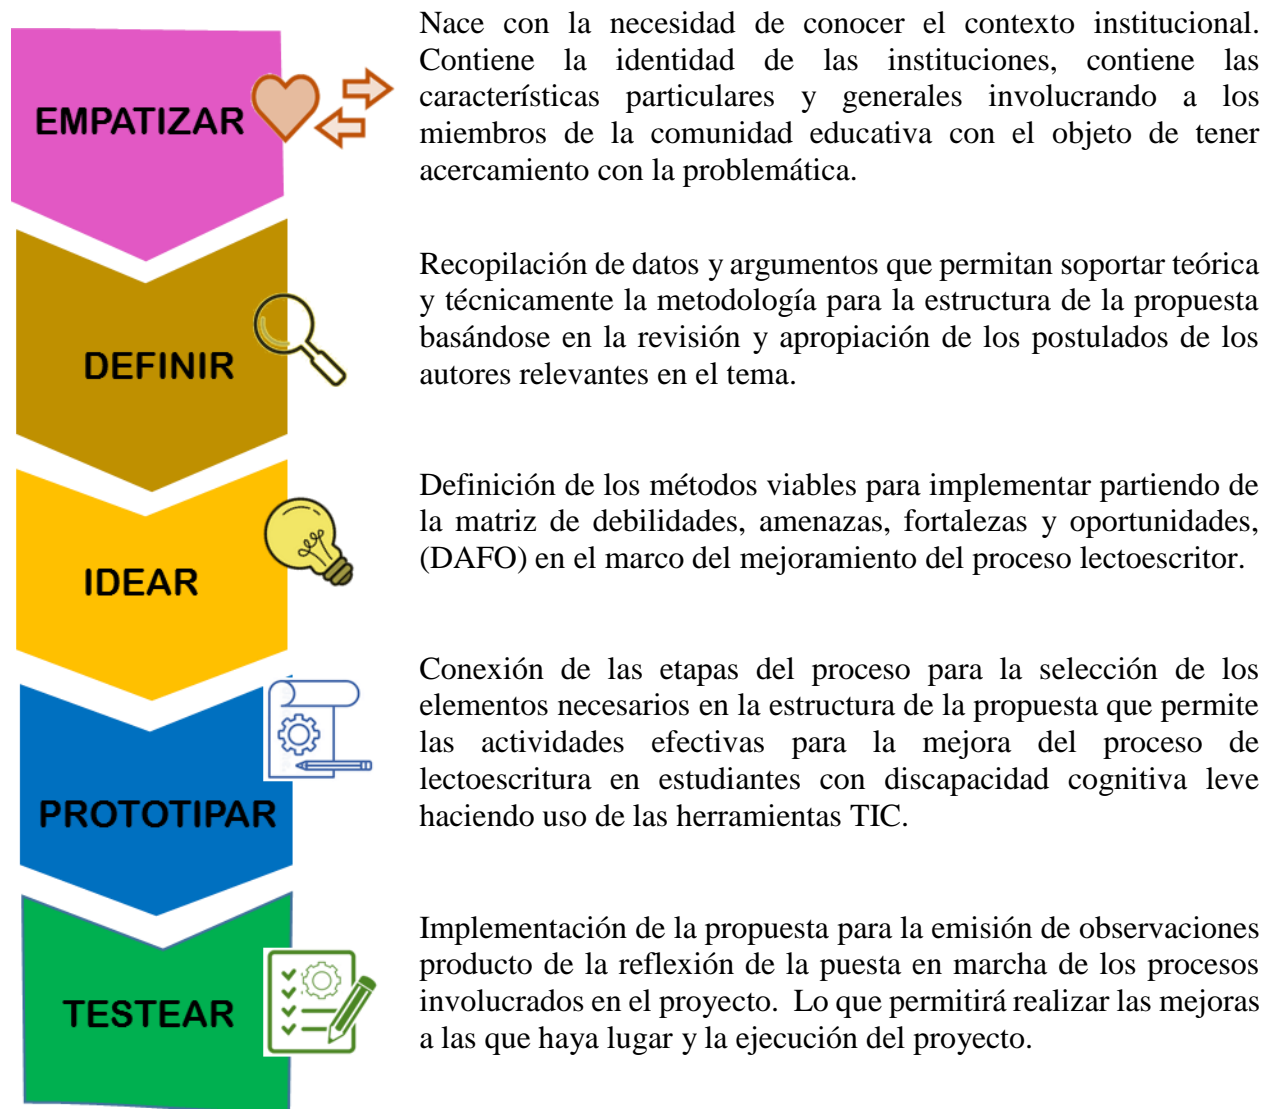 EMPATIZAR
Nace con la necesidad de conocer el contexto institucional.
Contiene la identidad de las instituciones, contiene las
características particulares y generales involucrando a los
miembros de la comunidad educativa con el objeto de tener
acercamiento con la problemática.
DEFINIR
Recopilación de datos y argumentos que permitan soportar teórica
y técnicamente la metodología para la estructura de la propuesta
basándose en la revisión y apropiación de los postulados de los
autores relevantes en el tema.
IDEAR
Definición de los métodos viables para implementar partiendo de
la matriz de debilidades, amenazas, fortalezas y oportunidades,
(DAFO) en el marco del mejoramiento del proceso lectoescritor.
PROTOTIPAR
Conexión de las etapas del proceso para la selección de los
elementos necesarios en la estructura de la propuesta que permite
las actividades efectivas para la mejora del proceso de
lectoescritura en estudiantes con discapacidad cognitiva leve
haciendo uso de las herramientas TIC.
TESTEAR
Implementación de la propuesta para la emisión de observaciones
producto de la reflexión de la puesta en marcha de los procesos
involucrados en el proyecto. Lo que permitirá realizar las mejoras
a las que haya lugar y la ejecución del proyecto.